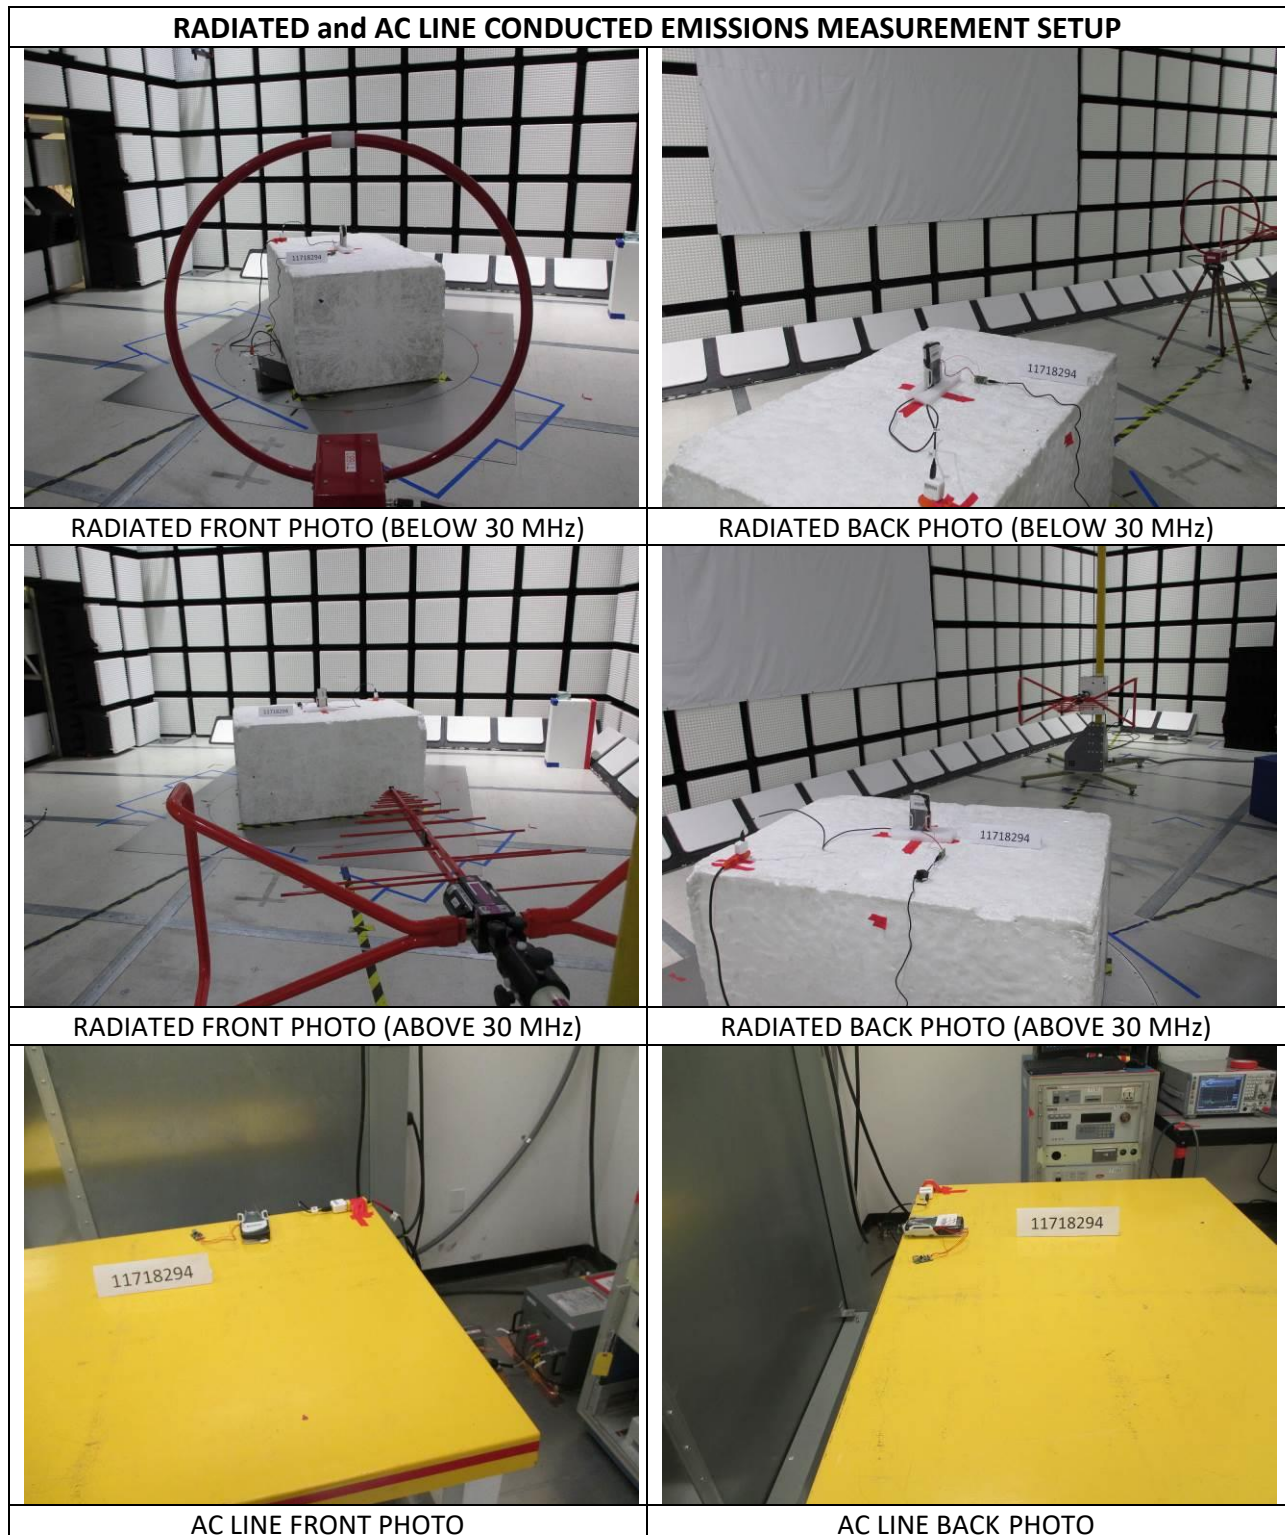 RADIATED and AC LINE CONDUCTED EMISSIONS MEASUREMENT SETUP
11718294
11718294
RADIATED FRONT PHOTO (BELOW 30 MHz)
RADIATED BACK PHOTO (BELOW 30 MHz)
11718294
11718294
RADIATED FRONT PHOTO (ABOVE 30 MHz)
RADIATED BACK PHOTO (ABOVE 30 MHz)
11718294
11718294
AC LINE FRONT PHOTO
AC LINE BACK PHOTO